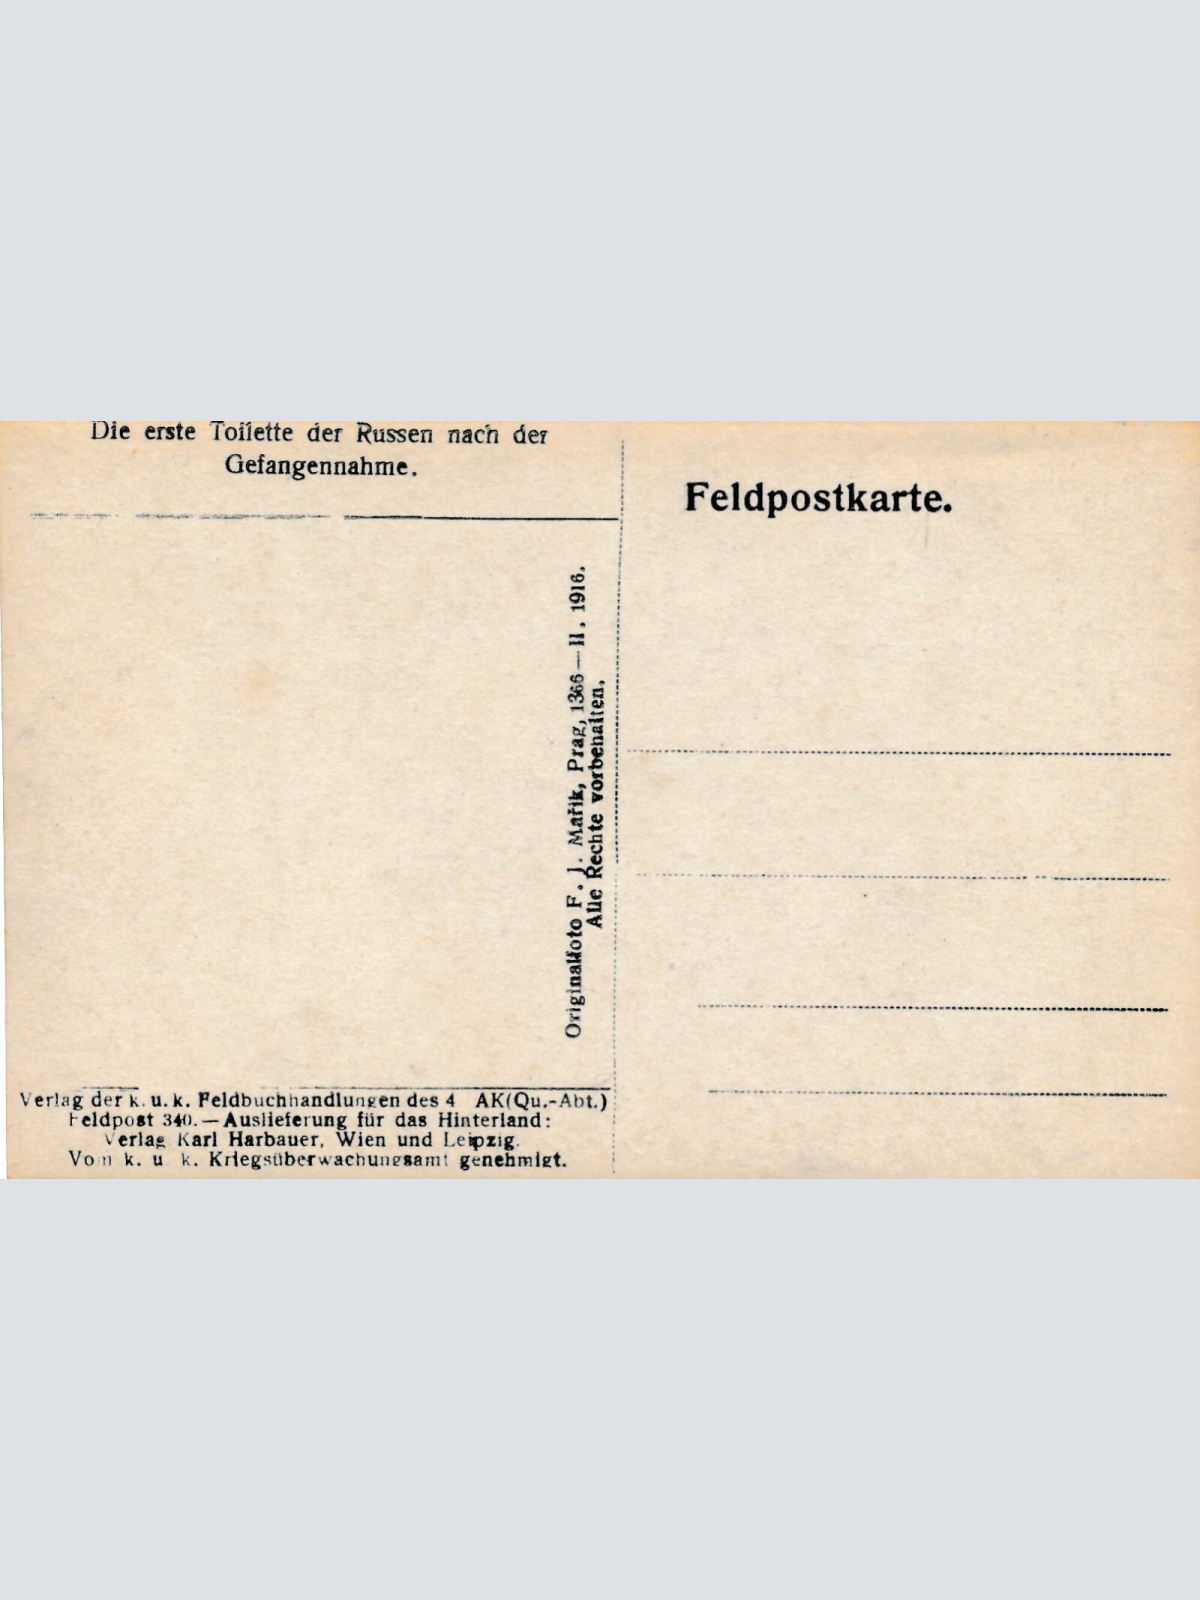 Die erste Toilette der Russen nach der
Gefangennahme.
Feldpostkarte.
Originalfoto F. J. Mařik, Prag, 1366—II. 1916.
Alle Rechte vorbehalten.
Verlag der k. u. k. Feldbuchhandlungen des 4 AK(Qu.-Abt.)
Feldpost 340.—Auslieferung für das Hinterland:
Verlag Karl Harbauer, Wien und Leipzig.
Vom k. u. k. Kriegsüberwachungsamt genehmigt.